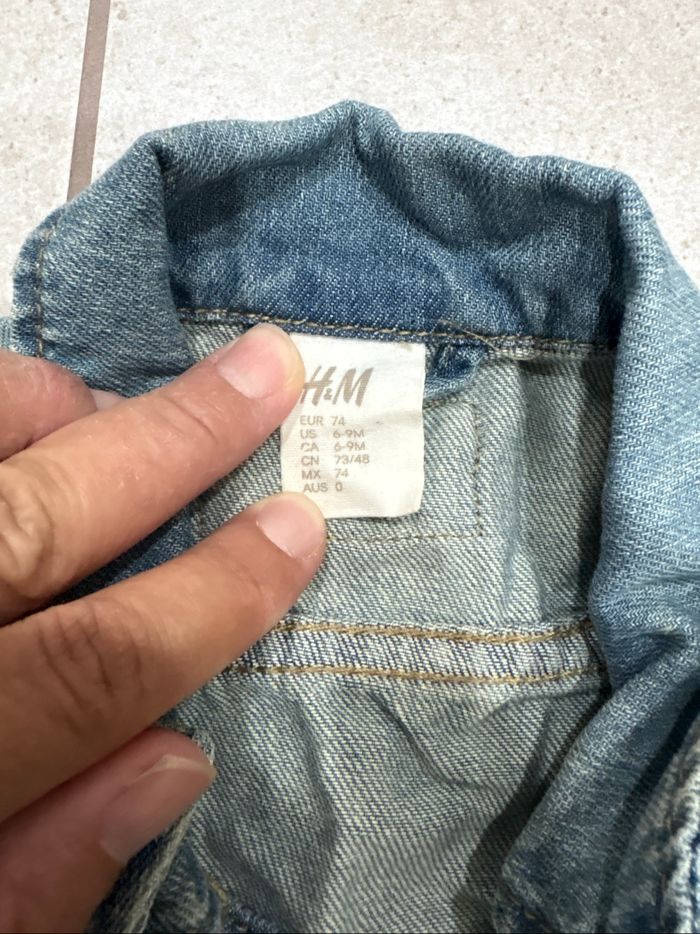 H&M
EUR 74
US 6-9M
CA 6-9M
CN 73/48
MX 74
AUS 0